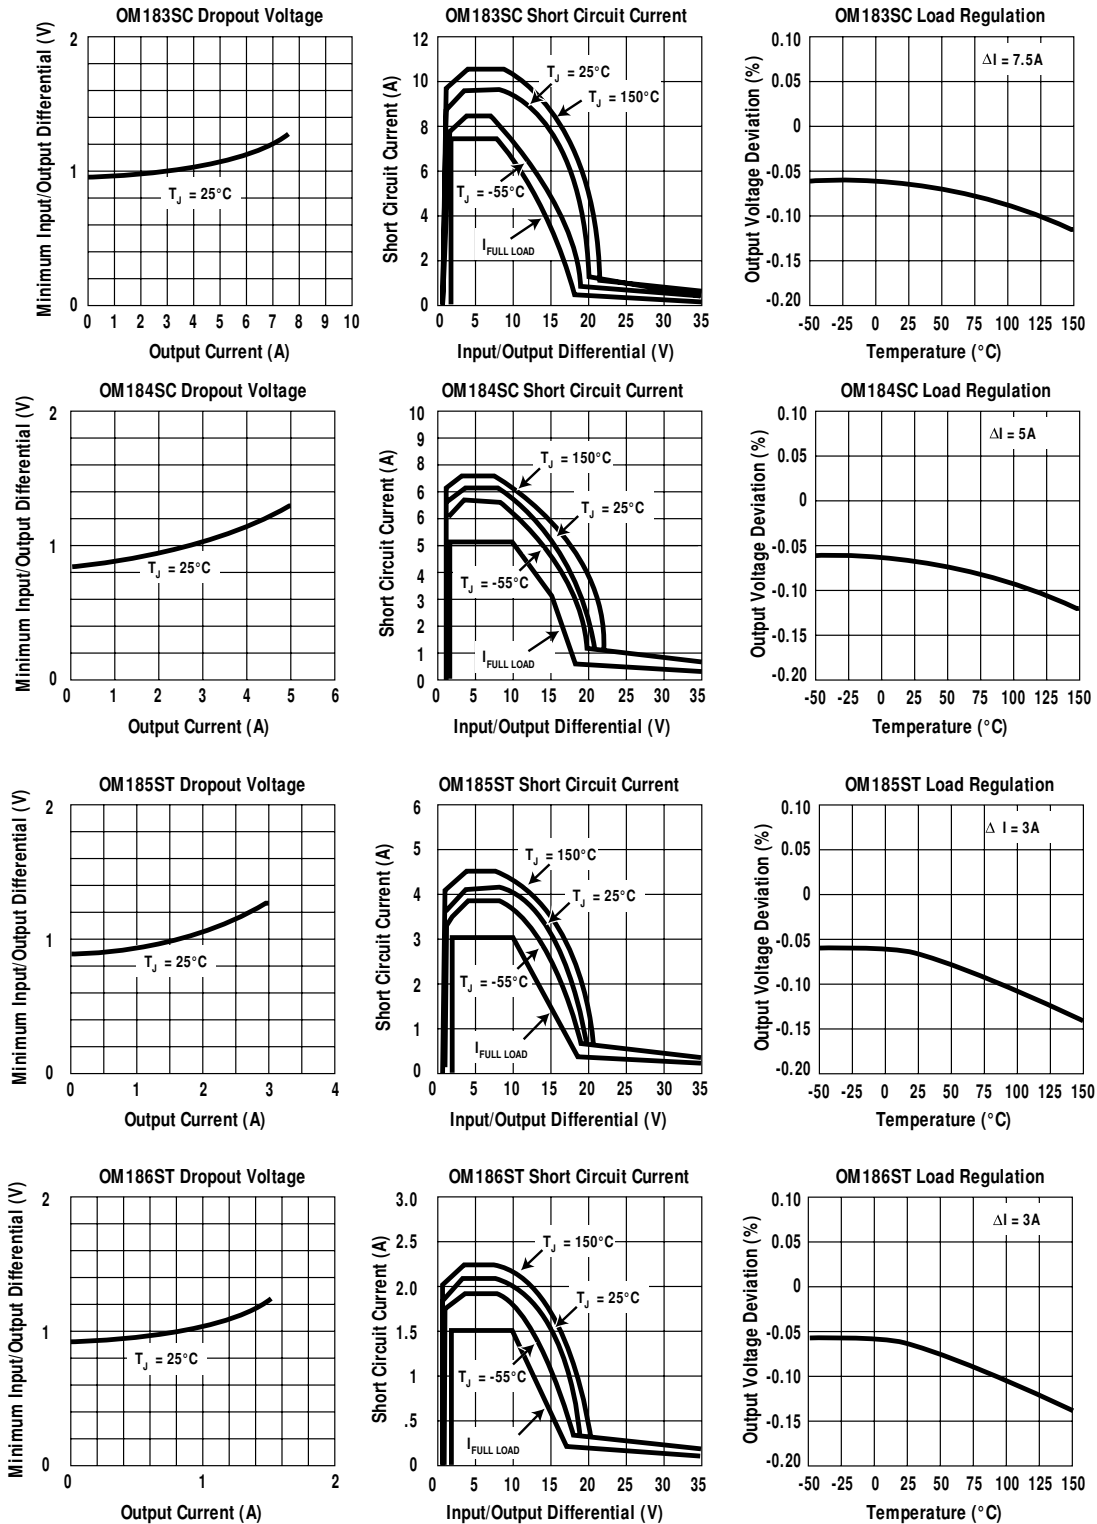 OM183SC Dropout Voltage
Minimum Input/Output Differential (V)
2
1
0
T_J = 25°C
0 1 2 3 4 5 6 7 8 9 10
Output Current (A)
OM183SC Short Circuit Current
Short Circuit Current (A)
12
10
8
6
4
2
0
T_J = 25°C
T_J = 150°C
T_J = -55°C
I_FULL LOAD
0 5 10 15 20 25 30 35
Input/Output Differential (V)
OM183SC Load Regulation
Output Voltage Deviation (%)
0.10
0.05
0
-0.05
-0.10
0.15
-0.20
ΔI = 7.5A
-50 -25 0 25 50 75 100 125 150
Temperature (°C)
OM184SC Dropout Voltage
Minimum Input/Output Differential (V)
2
1
0
T_J = 25°C
0 1 2 3 4 5 6
Output Current (A)
OM184SC Short Circuit Current
Short Circuit Current (A)
10
9
8
7
6
6
5
4
3
2
1
0
T_J = 150°C
T_J = 25°C
T_J = -55°C
I_FULL LOAD
0 5 10 15 20 25 30 35
Input/Output Differential (V)
OM184SC Load Regulation
Output Voltage Deviation (%)
0.10
0.05
0
-0.05
-0.10
-0.15
0.20
ΔI = 5A
-50 -25 0 25 50 75 100 125 150
Temperature (°C)
OM185ST Dropout Voltage
Minimum Input/Output Differential (V)
2
1
0
T_J = 25°C
0 1 2 3 4
Output Current (A)
OM185ST Short Circuit Current
Short Circuit Current (A)
6
5
4
3
2
1
0
T_J = 150°C
T_J = 25°C
T_J = -55°C
I_FULL LOAD
0 5 10 15 20 25 30 35
Input/Output Differential (V)
OM185ST Load Regulation
Output Voltage Deviation (%)
0.10
0.05
0
-0.05
-0.10
-0.15
-0.20
Δ I = 3A
-50 -25 0 25 50 75 100 125 150
Temperature (°C)
OM186ST Dropout Voltage
Minimum Input/Output Differential (V)
2
1
0
T_J = 25°C
0 1 2
Output Current (A)
OM186ST Short Circuit Current
Short Circuit Current (A)
3.0
2.5
2.0
1.5
1
.5
0
T_J = 150°C
T_J = 25°C
T_J = -55°C
I_FULL LOAD
0 5 10 15 20 25 30 35
Input/Output Differential (V)
OM186ST Load Regulation
Output Voltage Deviation (%)
0.10
0.05
0
-0.05
-0.10
-0.15
-0.20
ΔI = 3A
-50 -25 0 25 50 75 100 125 150
Temperature (°C)